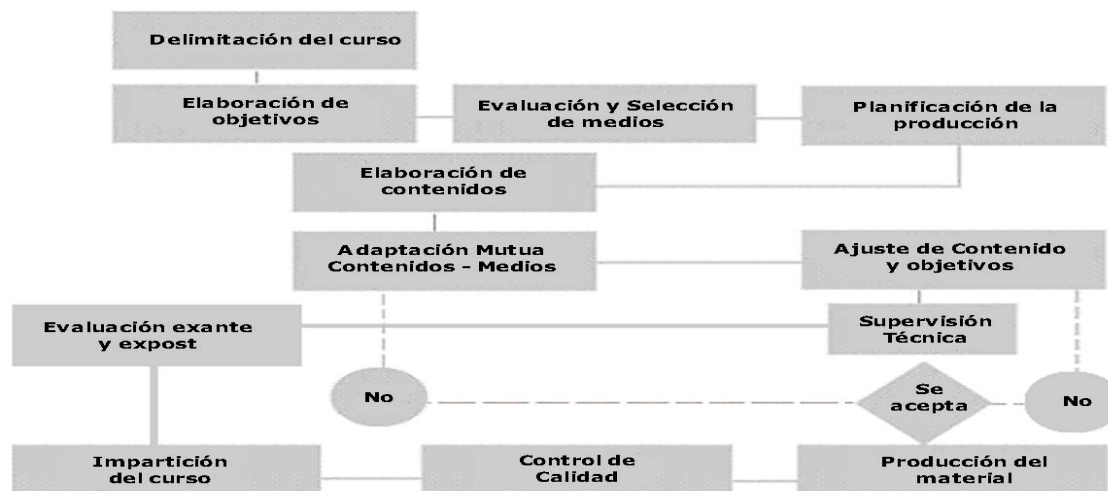 Delimitación del curso
Elaboración de
objetivos
Evaluación y Selección
de medios
Planificación de la
producción
Elaboración de
contenidos
Adaptación Mutua
Contenidos - Medios
Ajuste de Contenido
y objetivos
Evaluación exante
y expost
Supervisión
Técnica
No
Se
acepta
No
Impartición
del curso
Control de
Calidad
Producción del
material